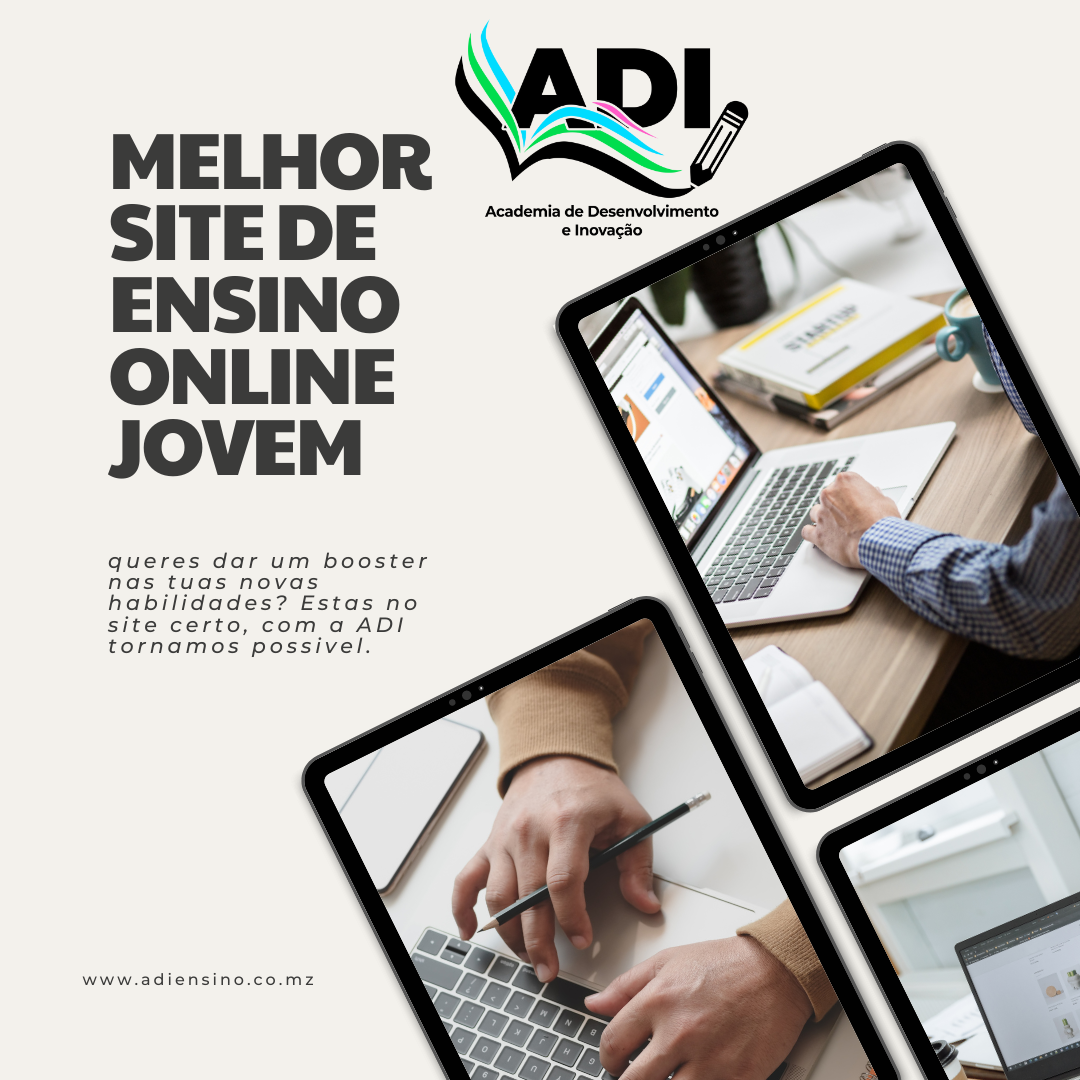 ADI
Academia de Desenvolvimento
e Inovação
MELHOR
SITE DE
ENSINO
ONLINE
JOVEM
queres dar um booster
nas tuas novas
habilidades? Estas no
site certo, com a ADI
tornamos possivel.
www.adiensino.co.mz
STARTUP